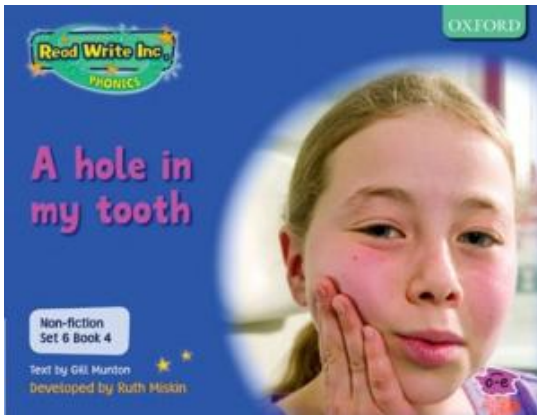 OXFORD
Read Write Inc.
PHONICS
A hole in
my tooth
Non-fiction
Set 6 Book 4
Text by Gill Munton
Developed by Ruth Miskin
o-e